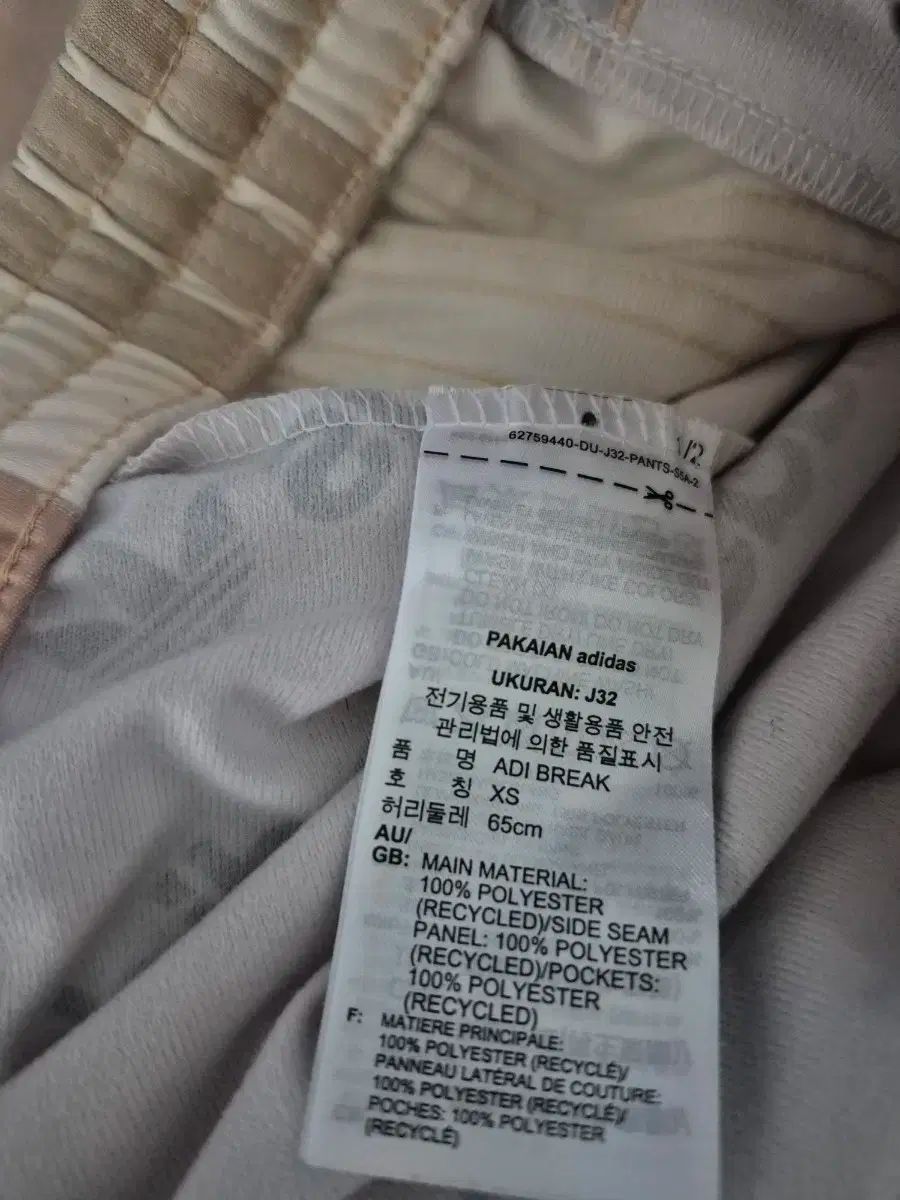 1/2
62759440-DU-J32-PANTS-S5A-2
PAKAIAN adidas
UKURAN: J32
전기용품 및 생활용품 안전
관리법에 의한 품질표시
품 명 ADI BREAK
호 칭 XS
허리둘레 65cm
AU/
GB: MAIN MATERIAL:
100% POLYESTER
(RECYCLED)/SIDE SEAM
PANEL: 100% POLYESTER
(RECYCLED)/POCKETS:
100% POLYESTER
(RECYCLED)
F: MATIERE PRINCIPALE:
100% POLYESTER (RECYCLÉ)/
PANNEAU LATÉRAL DE COUTURE:
100% POLYESTER (RECYCLÉ)/
POCHES: 100% POLYESTER
(RECYCLÉ)